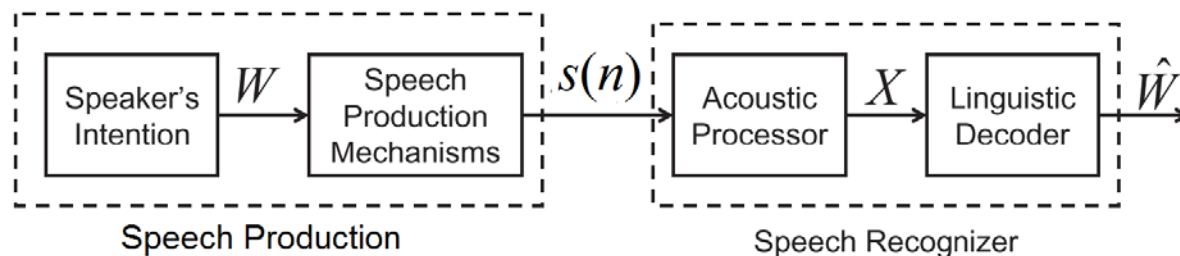 Speaker's
Intention
W
Speech
Production
Mechanisms
s(n)
Acoustic
Processor
X
Linguistic
Decoder
Ŵ
Speech Production
Speech Recognizer